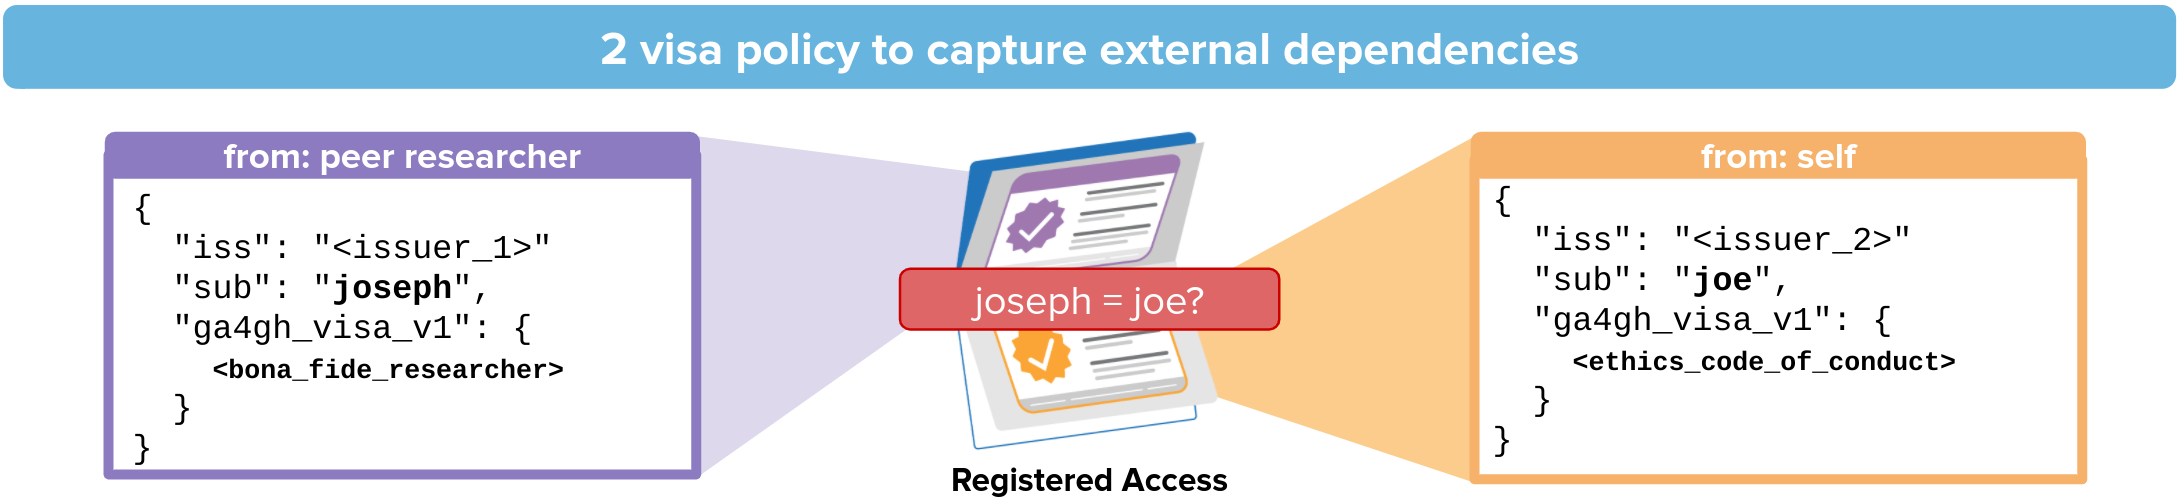 2 visa policy to capture external dependencies
from: peer researcher
{
"iss": "<issuer_1>"
"sub": "joseph",
"ga4gh_visa_v1": {
<bona_fide_researcher>
}
}
joseph = joe?
Registered Access
from: self
{
"iss": "<issuer_2>"
"sub": "joe",
"ga4gh_visa_v1": {
<ethics_code_of_conduct>
}
}